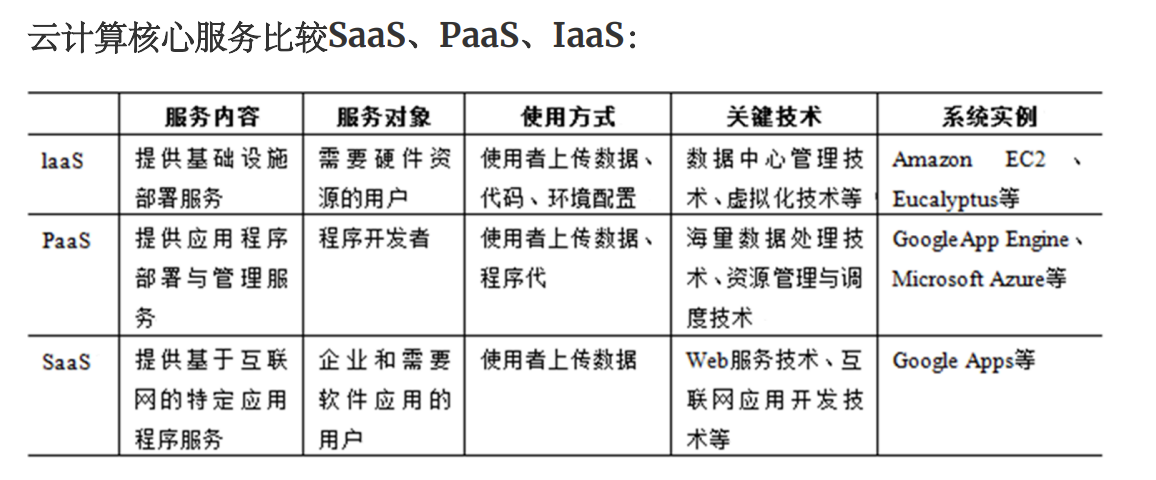 云计算核心服务比较SaaS、PaaS、IaaS：
服务内容 服务对象 使用方式 关键技术 系统实例
IaaS 提供基础设施 需要硬件资 使用者上传数据、 数据中心管理技 Amazon EC2 、
部署服务 源的用户 代码、环境配置 术、虚拟化技术等 Eucalyptus等
PaaS 提供应用程序 程序开发者 使用者上传数据、 海量数据处理技 Google App Engine、
部署与管理服 程序代 术、资源管理与调 Microsoft Azure等
务 度技术
SaaS 提供基于互联 企业和需要 使用者上传数据 Web服务技术、互 Google Apps等
网的特定应用 软件应用的 联网应用开发技
程序服务 用户 术等